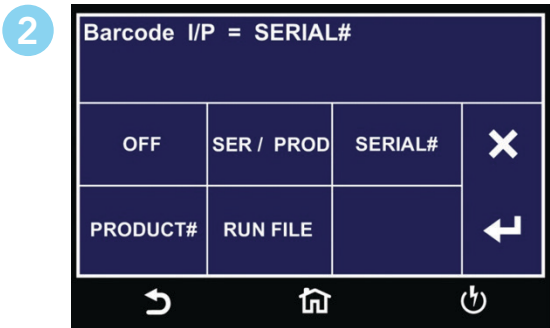 2
Barcode I/P = SERIAL#
OFF
SER / PROD
SERIAL#
PRODUCT#
RUN FILE